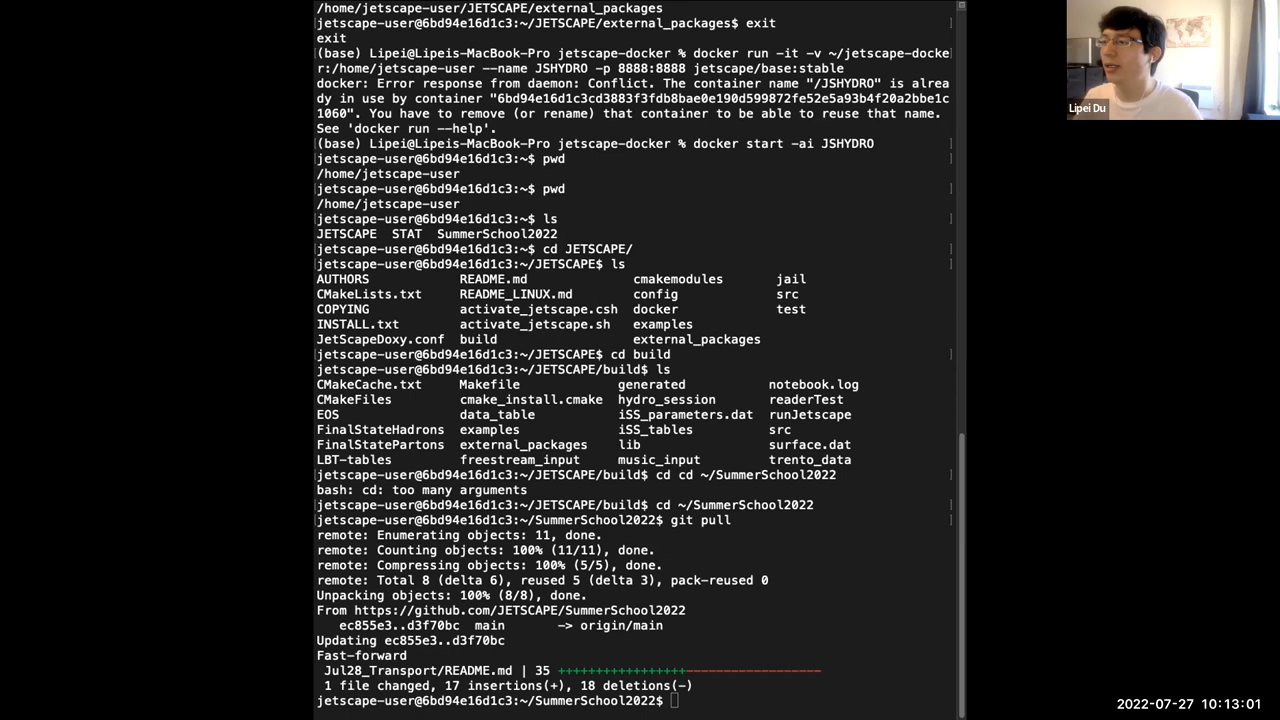 /home/jetscape-user/JETSCAPE/external_packages
jetscape-user@6bd94e16d1c3:~/JETSCAPE/external_packages$ exit
exit
(base) Lipei@Lipeis-MacBook-Pro jetscape-docker % docker run -it -v ~/jetscape-docke
r:/home/jetscape-user --name JSHYDRO -p 8888:8888 jetscape/base:stable
docker: Error response from daemon: Conflict. The container name "/JSHYDRO" is alrea
dy in use by container "6bd94e16d1c3cd3883f3fdb8bae0e190d599872fe52e5a93b4f20a2bbe1c
1060". You have to remove (or rename) that container to be able to reuse that name.
See 'docker run --help'.
(base) Lipei@Lipeis-MacBook-Pro jetscape-docker % docker start -ai JSHYDRO
jetscape-user@6bd94e16d1c3:~$ pwd
/home/jetscape-user
jetscape-user@6bd94e16d1c3:~$ pwd
/home/jetscape-user
jetscape-user@6bd94e16d1c3:~$ ls
JETSCAPE STAT SummerSchool2022
jetscape-user@6bd94e16d1c3:~$ cd JETSCAPE/
jetscape-user@6bd94e16d1c3:~/JETSCAPE$ ls
AUTHORS README.md cmakemodules jail
CMakeLists.txt README_LINUX.md config src
COPYING activate_jetscape.csh docker test
INSTALL.txt activate_jetscape.sh examples
JetScapeDoxy.conf build external_packages
jetscape-user@6bd94e16d1c3:~/JETSCAPE$ cd build
jetscape-user@6bd94e16d1c3:~/JETSCAPE/build$ ls
CMakeCache.txt Makefile generated notebook.log
CMakeFiles cmake_install.cmake hydro_session readerTest
EOS data_table iSS_parameters.dat runJetscape
FinalStateHadrons examples iSS_tables src
FinalStatePartons external_packages lib surface.dat
LBT-tables freestream_input music_input trento_data
jetscape-user@6bd94e16d1c3:~/JETSCAPE/build$ cd cd ~/SummerSchool2022
bash: cd: too many arguments
jetscape-user@6bd94e16d1c3:~/JETSCAPE/build$ cd ~/SummerSchool2022
jetscape-user@6bd94e16d1c3:~/SummerSchool2022$ git pull
remote: Enumerating objects: 11, done.
remote: Counting objects: 100% (11/11), done.
remote: Compressing objects: 100% (5/5), done.
remote: Total 8 (delta 6), reused 5 (delta 3), pack-reused 0
Unpacking objects: 100% (8/8), done.
From https://github.com/JETSCAPE/SummerSchool2022
ec855e3..d3f70bc main -> origin/main
Updating ec855e3..d3f70bc
Fast-forward
Jul28_Transport/README.md | 35 +++++++++++++++++------------------
1 file changed, 17 insertions(+), 18 deletions(-)
jetscape-user@6bd94e16d1c3:~/SummerSchool2022$
Lipei Du
2022-07-27 10:13:01